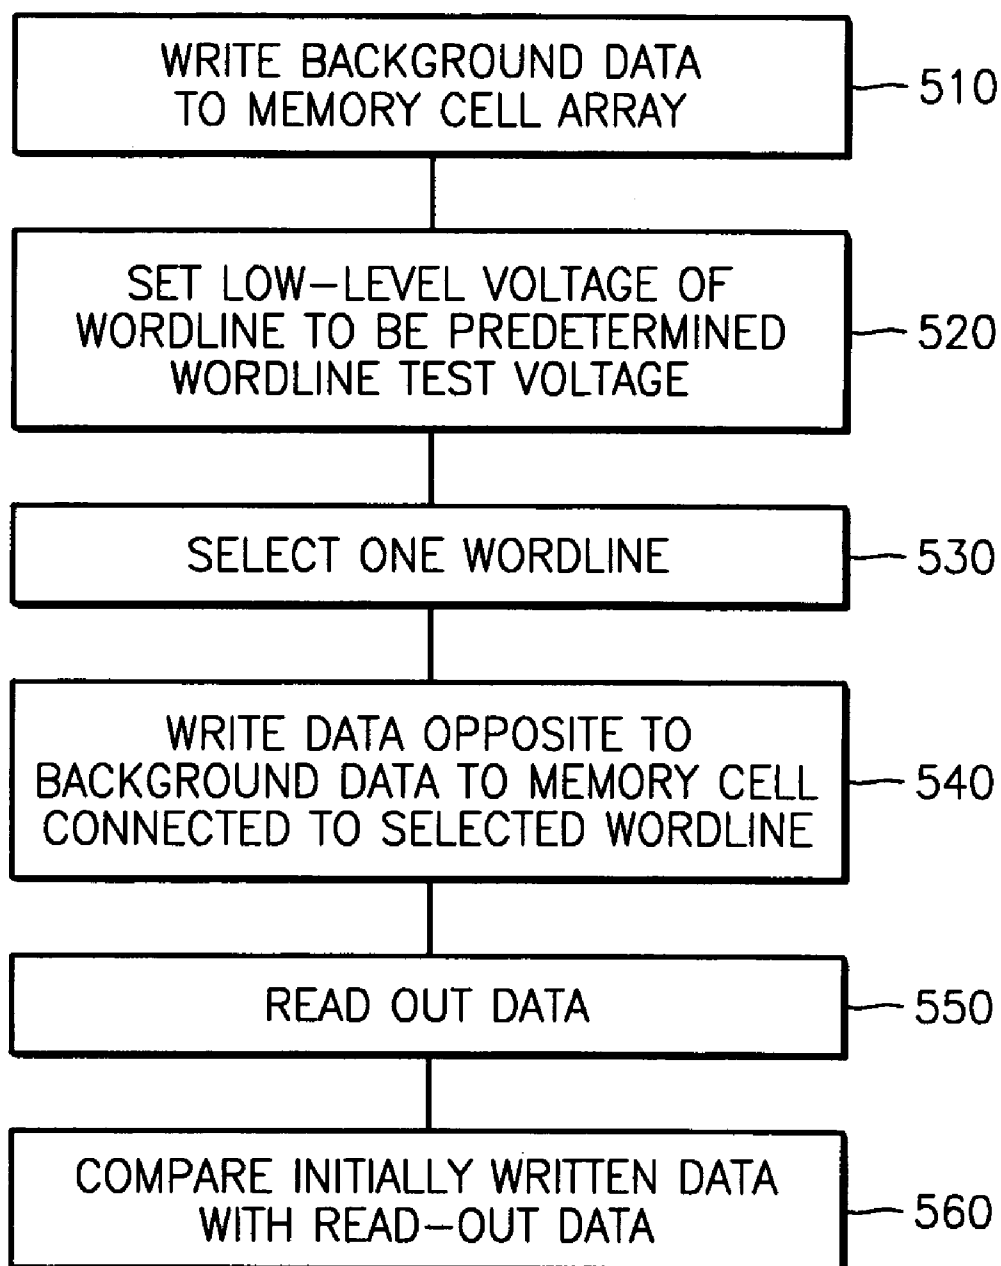 WRITE BACKGROUND DATA
TO MEMORY CELL ARRAY
510
SET LOW-LEVEL VOLTAGE OF
WORDLINE TO BE PREDETERMINED
WORDLINE TEST VOLTAGE
520
SELECT ONE WORDLINE
530
WRITE DATA OPPOSITE TO
BACKGROUND DATA TO MEMORY CELL
CONNECTED TO SELECTED WORDLINE
540
READ OUT DATA
550
COMPARE INITIALLY WRITTEN DATA
WITH READ-OUT DATA
560